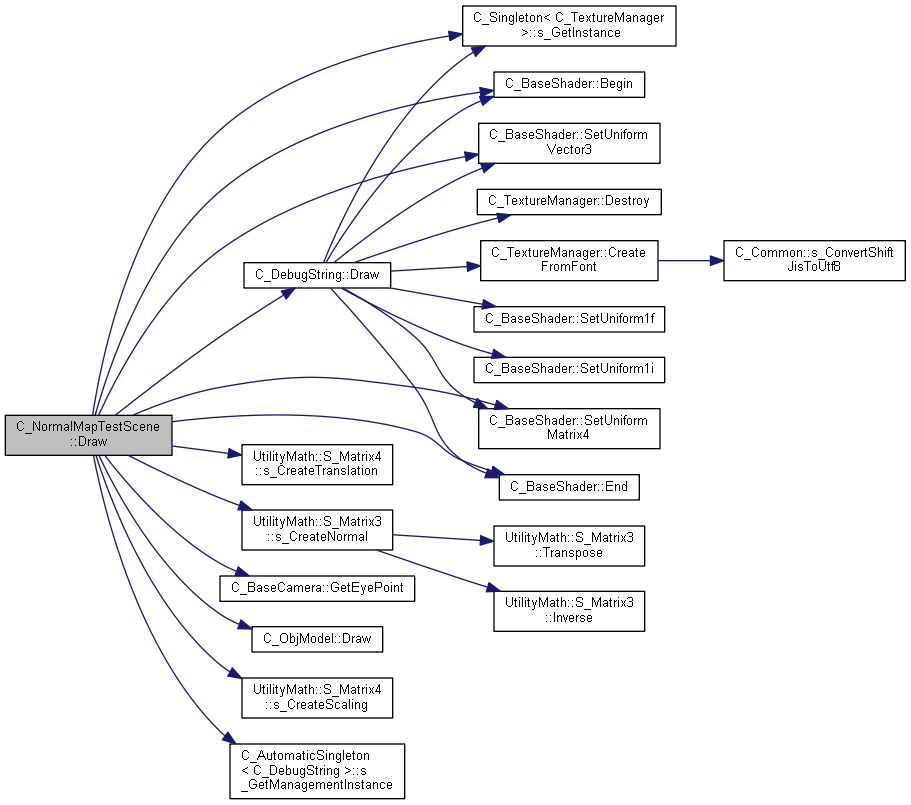 C_Singleton< C_TextureManager
>::s_GetInstance
C_BaseShader::Begin
C_BaseShader::SetUniform
Vector3
C_TextureManager::Destroy
C_DebugString::Draw
C_TextureManager::Create
FromFont
C_Common::s_ConvertShift
JisToUtf8
C_BaseShader::SetUniform1f
C_BaseShader::SetUniform1i
C_NormalMapTestScene
::Draw
C_BaseShader::SetUniform
Matrix4
UtilityMath::S_Matrix4
::s_CreateTranslation
C_BaseShader::End
UtilityMath::S_Matrix3
::s_CreateNormal
UtilityMath::S_Matrix3
::Transpose
C_BaseCamera::GetEyePoint
UtilityMath::S_Matrix3
::Inverse
C_ObjModel::Draw
UtilityMath::S_Matrix4
::s_CreateScaling
C_AutomaticSingleton
< C_DebugString >::s
_GetManagementInstance